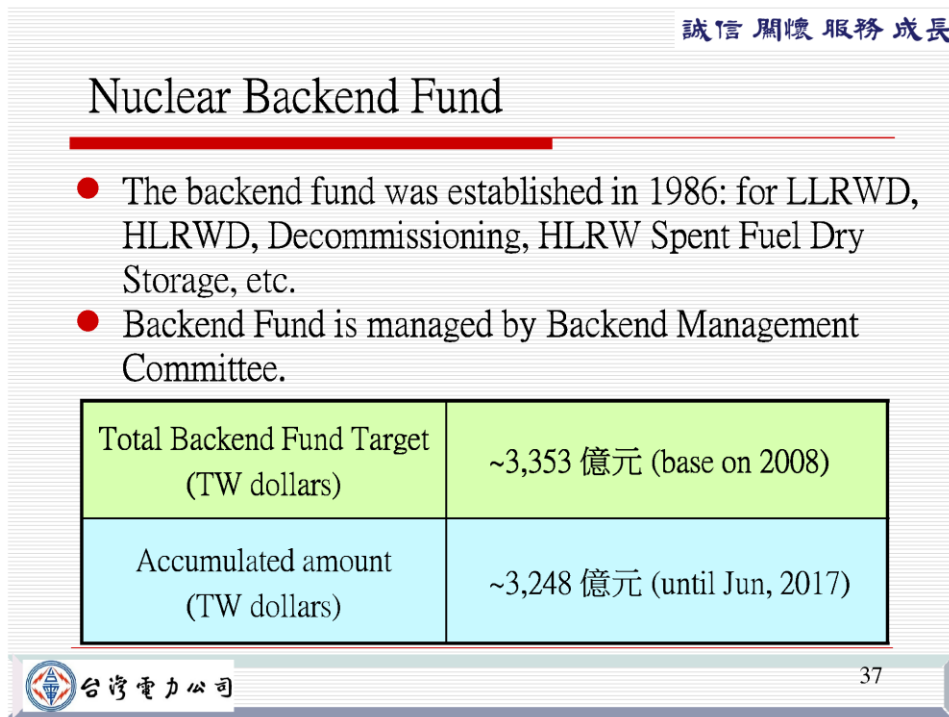 誠信 關懷 服務 成長
Nuclear Backend Fund
The backend fund was established in 1986: for LLRWD,
HLRWD, Decommissioning, HLRW Spent Fuel Dry
Storage, etc.
Backend Fund is managed by Backend Management
Committee.
Total Backend Fund Target
(TW dollars)
~3,353 億元 (base on 2008)
Accumulated amount
(TW dollars)
~3,248 億元 (until Jun, 2017)
台灣電力公司
37